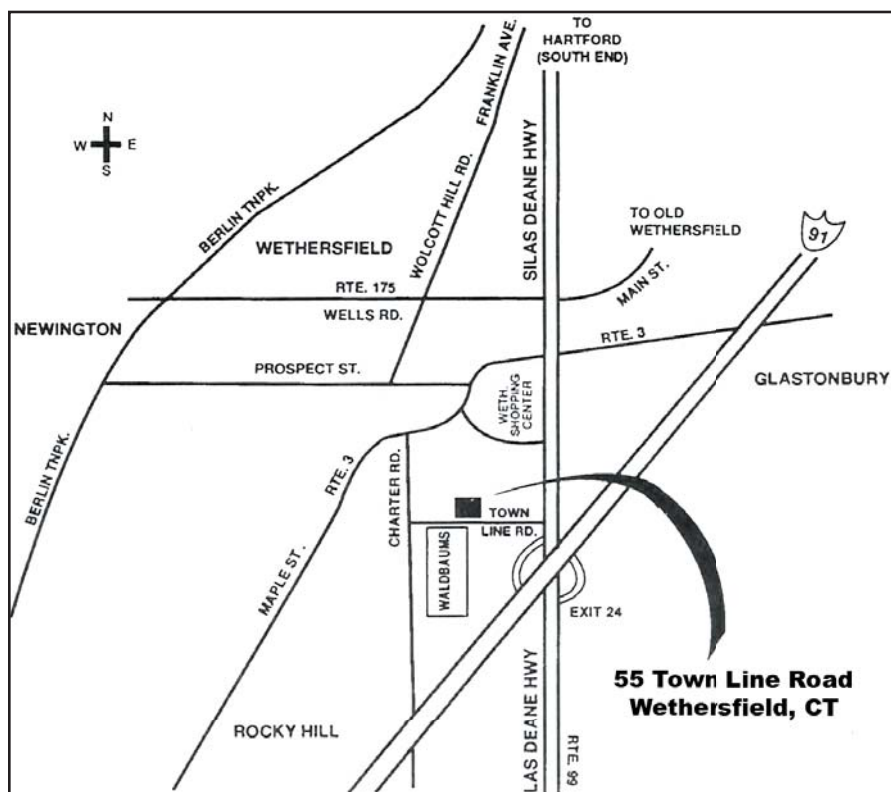 TO
HARTFORD
(SOUTH END)
FRANKLIN AVE.
N
W E
S
SILAS DEANE HWY
WOLCOTT HILL RD.
BERLIN TNPK.
TO OLD
WETHERSFIELD
91
WETHERSFIELD
MAIN ST.
RTE. 175
WELLS RD.
NEWINGTON
RTE. 3
PROSPECT ST.
GLASTONBURY
WETH.
SHOPPING
CENTER
BERLIN TNPK.
RTE. 3
CHARTER RD.
TOWN
LINE RD.
MAPLE ST.
WALDBAUMS
EXIT 24
55 Town Line Road
Wethersfield, CT
ROCKY HILL
LAS DEANE HWY
RTE. 99